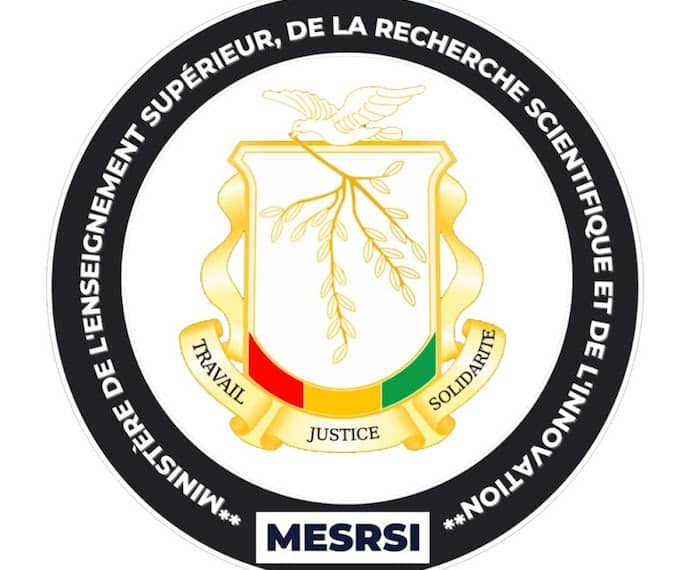 **MINISTÈRE DE L'ENSEIGNEMENT SUPÉRIEUR, DE LA RECHERCHE SCIENTIFIQUE ET DE L'INNOVATION**
TRAVAIL
JUSTICE
SOLIDARITE
MESRSI